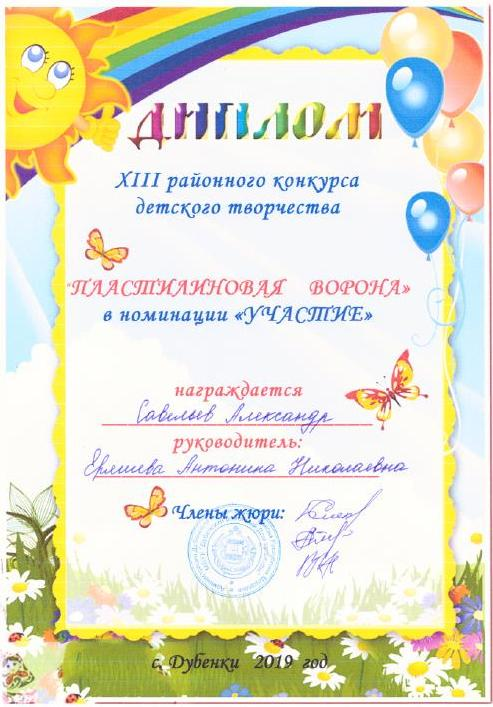 ДИПЛОМ
XIII районного конкурса
детского творчества
"ПЛАСТИЛИНОВАЯ ВОРОНА»
в номинации «УЧАСТИЕ»
награждается
Савельев Александр
руководитель:
Еряшева Антонина Николаевна
Члены жюри:
с. Дубенки 2019 год